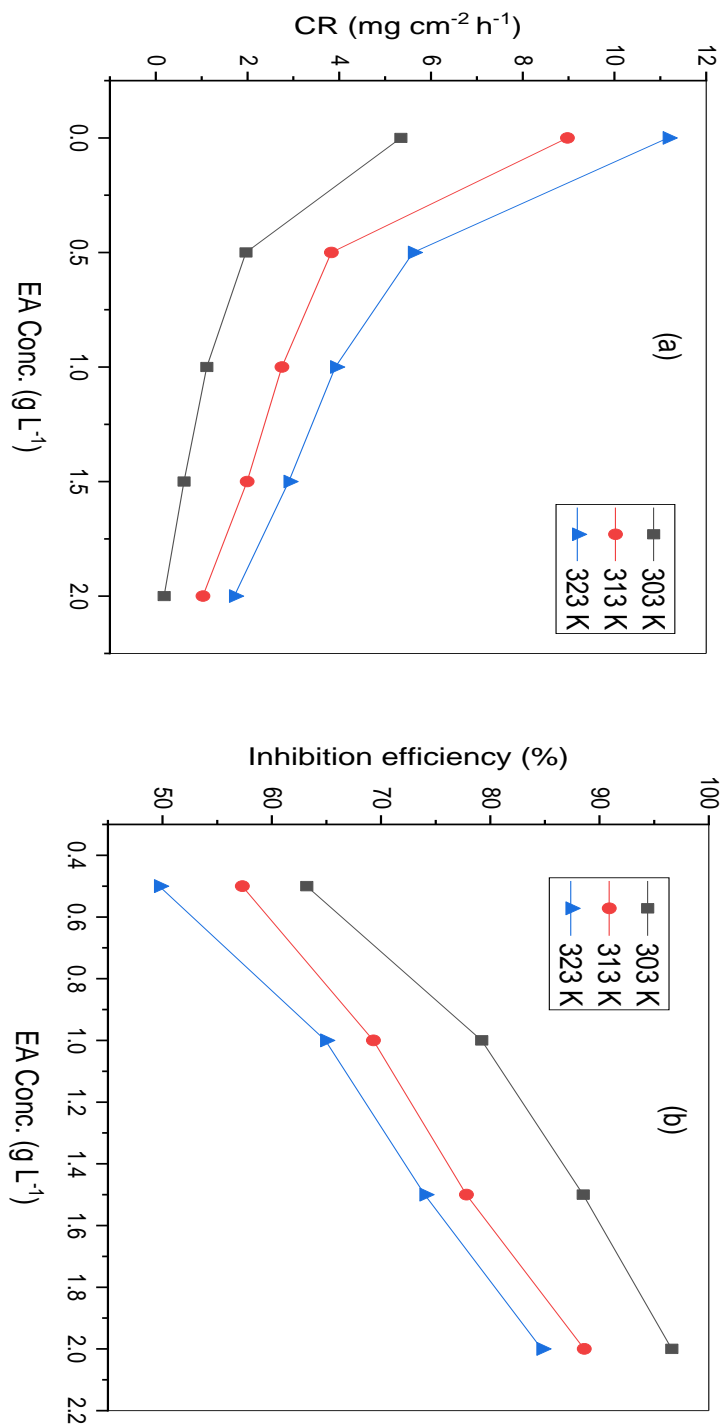 CR (mg cm-2 h-1)
0 2 4 6 8 10 12
0.0 0.5 1.0 1.5 2.0
EA Conc. (g L-1)
(a)
303 K
313 K
323 K
Inhibition efficiency (%)
50 60 70 80 90 100
0.4 0.6 0.8 1.0 1.2 1.4 1.6 1.8 2.0 2.2
EA Conc. (g L-1)
(b)
303 K
313 K
323 K